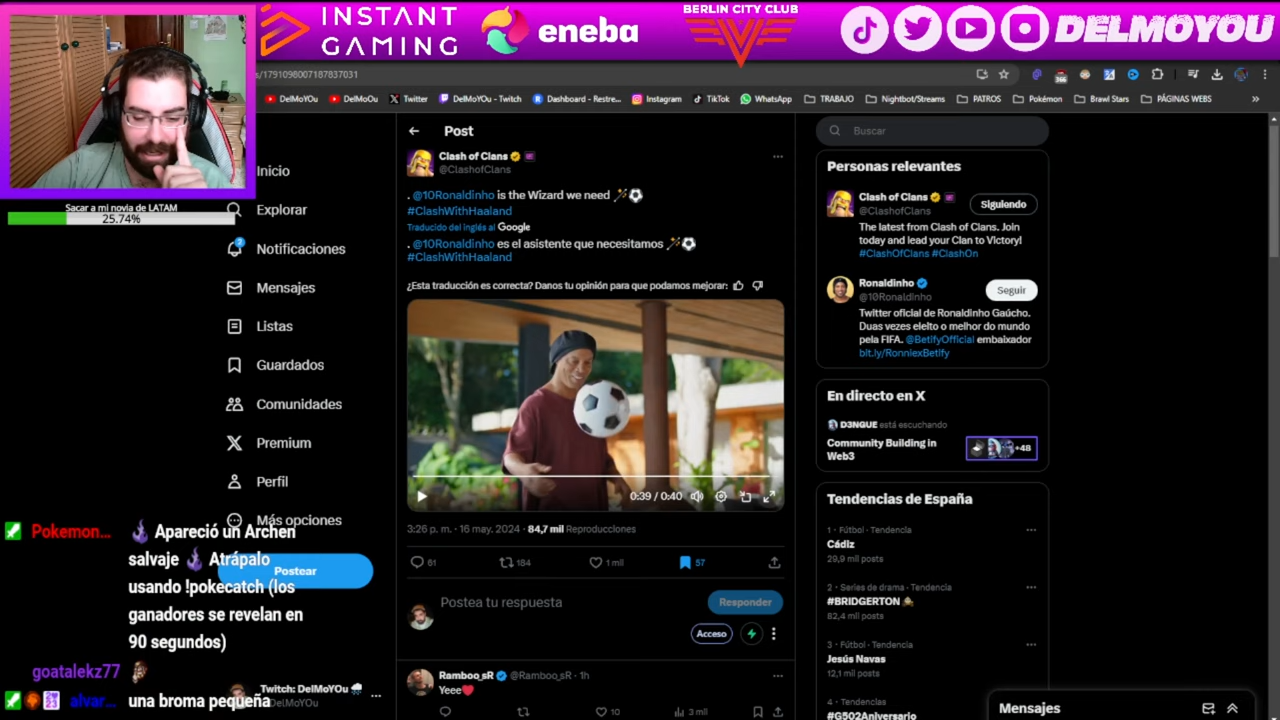 INSTANT
GAMING
eneba
BERLIN CITY CLUB
DELMOYOU
/1791098007187837031
DelMoYOu
DelMoOu
Twitter
DelMoYOu - Twitch
Dashboard - Restre...
Instagram
TikTok
WhatsApp
TRABAJO
Nightbot/Streams
PATROS
Pokémon
Brawl Stars
PÁGINAS WEBS
Sacar a mi novia de LATAM
25.74%
Inicio
Explorar
Notificaciones
Mensajes
Listas
Guardados
Comunidades
Premium
Perfil
Más opciones
Postear
Twitch: DelMoYOu
DelMoYOu
Pokemon... Apareció un Archen
salvaje Atrápalo
usando !pokecatch (los
ganadores se revelan en
90 segundos)
goatalekz77
alvar... una broma pequeña
Post
Clash of Clans
@ClashofClans
. @10Ronaldinho is the Wizard we need
#ClashWithHaaland
Traducido del inglés al Google
. @10Ronaldinho es el asistente que necesitamos
#ClashWithHaaland
¿Esta traducción es correcta? Danos tu opinión para que podamos mejorar:
0:39 / 0:40
3:26 p. m. · 16 may. 2024 · 84,7 mil Reproducciones
61
184
1 mil
57
Postea tu respuesta
Responder
Acceso
Ramboo_sR @Ramboo_sR · 1h
Yeee
10
3 mil
Buscar
Personas relevantes
Clash of Clans
@ClashofClans
Siguiendo
The latest from Clash of Clans. Join
today and lead your Clan to Victory!
#ClashOfClans #ClashOn
Ronaldinho
@10Ronaldinho
Seguir
Twitter oficial de Ronaldinho Gaúcho.
Duas vezes eleito o melhor do mundo
pela FIFA. @BetifyOfficial embaixador
bit.ly/RonniexBetify
En directo en X
D3NGUE está escuchando
Community Building in
Web3
+48
Tendencias de España
1 · Fútbol · Tendencia
Cádiz
29,9 mil posts
2 · Series de drama · Tendencia
#BRIDGERTON
82,4 mil posts
3 · Fútbol · Tendencia
Jesús Navas
12,1 mil posts
4 · Tendencias
#G502Aniversario
Mensajes